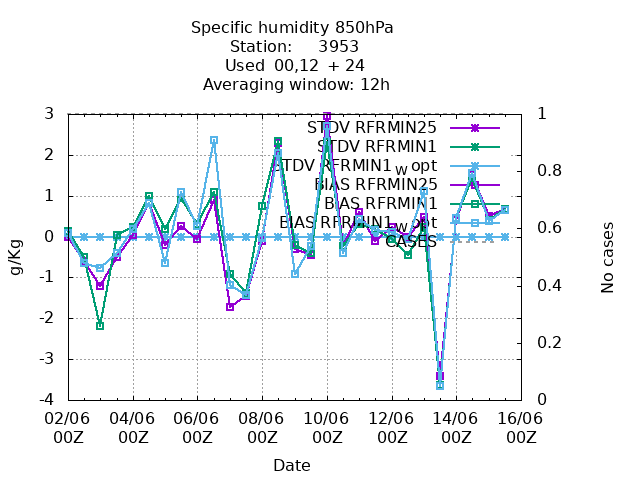 Specific humidity 850hPa
Station: 3953
Used 00,12 + 24
Averaging window: 12h
3
2
1
0
-1
-2
-3
-4
g/Kg
1
0.8
0.6
0.4
0.2
0
No cases
STDV RFRMIN25
STDV RFRMIN1
STDV RFRMIN1w opt
BIAS RFRMIN25
BIAS RFRMIN1
BIAS RFRMIN1w opt
CASES
02/06 04/06 06/06 08/06 10/06 12/06 14/06 16/06
00Z 00Z 00Z 00Z 00Z 00Z 00Z 00Z
Date